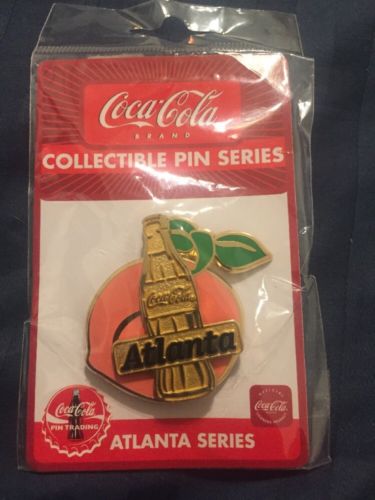 Coca-Cola
BRAND
COLLECTIBLE PIN SERIES
Coca-Cola
Atlanta
Coca-Cola
PIN TRADING
Coca-Cola
ATLANTA SERIES